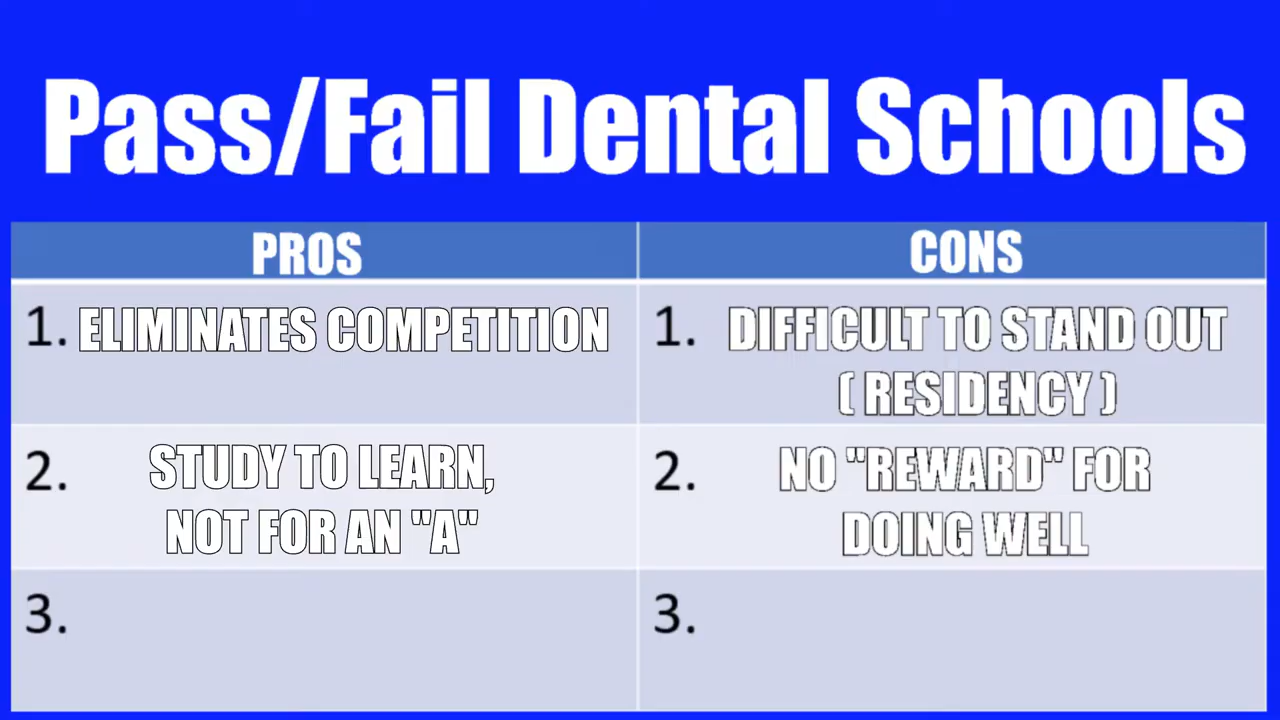 Pass/Fail Dental Schools
PROS
CONS
1. ELIMINATES COMPETITION
1. DIFFICULT TO STAND OUT
( RESIDENCY )
2. STUDY TO LEARN,
NOT FOR AN "A"
2. NO "REWARD" FOR
DOING WELL
3.
3.